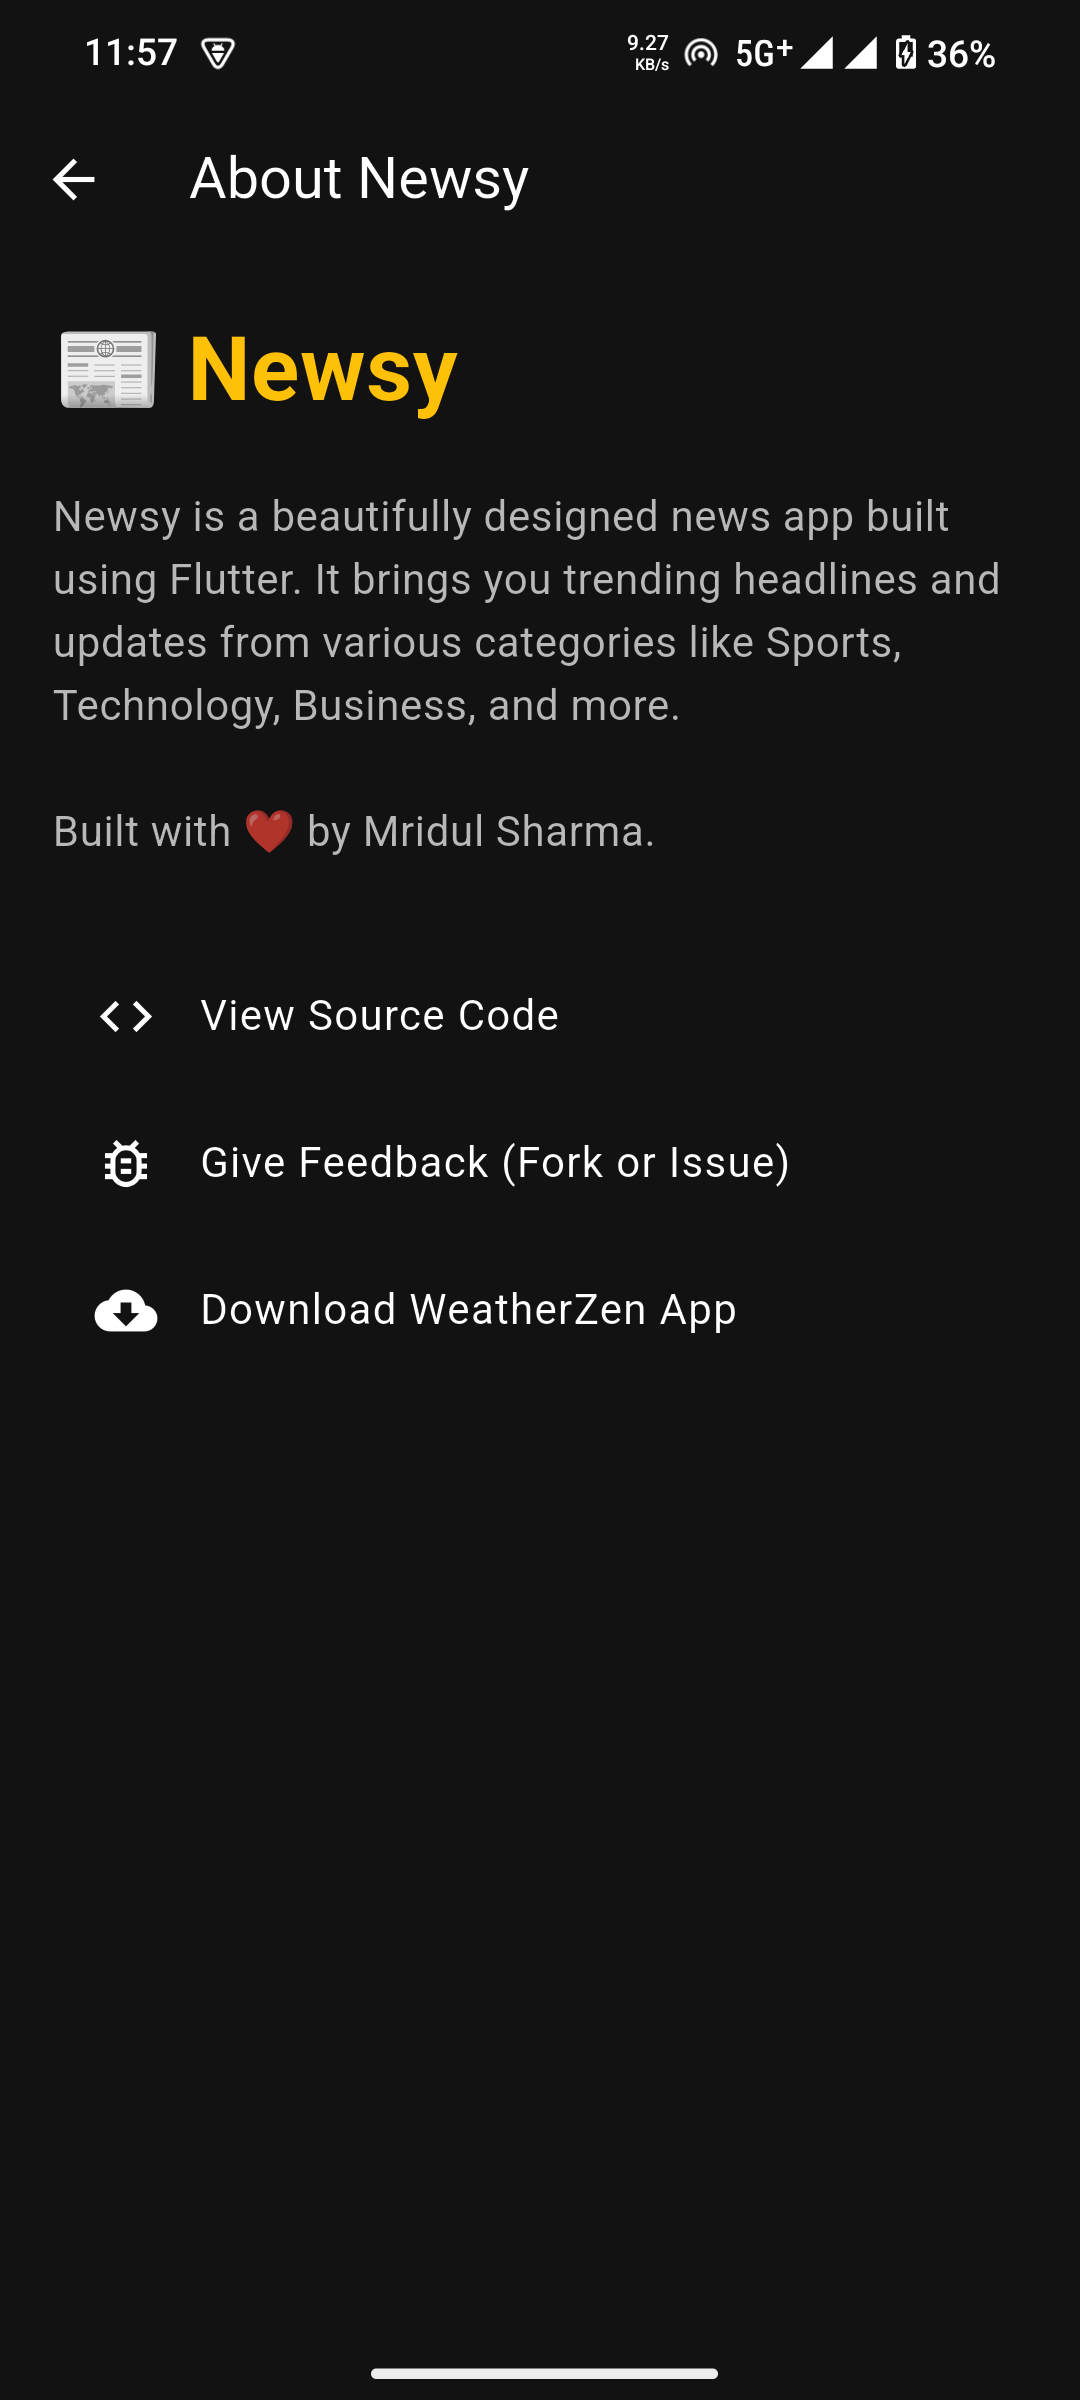 11:57
9.27
KB/s
5G+
36%
About Newsy
📰 Newsy
Newsy is a beautifully designed news app built
using Flutter. It brings you trending headlines and
updates from various categories like Sports,
Technology, Business, and more.
Built with ❤️ by Mridul Sharma.
View Source Code
Give Feedback (Fork or Issue)
Download WeatherZen App